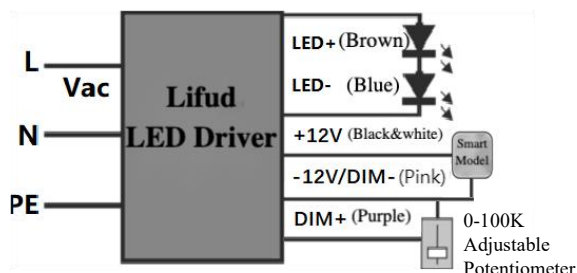 L
Vac
N
PE
Lifud
LED Driver
LED+ (Brown)
LED- (Blue)
+12V (Black&white)
-12V/DIM- (Pink)
DIM+ (Purple)
Smart
Model
0-100K
Adjustable
Potentiometer